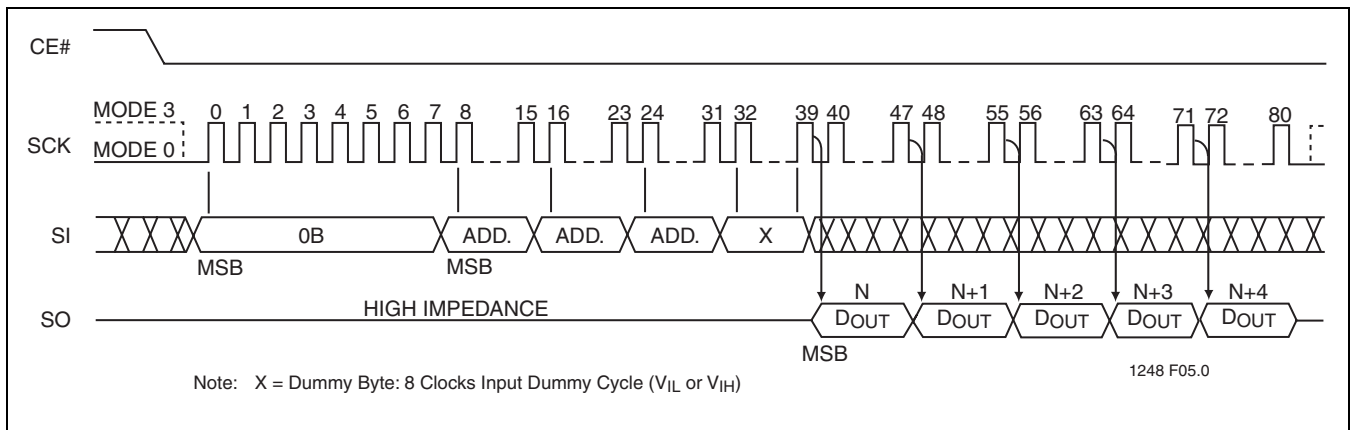 CE#
MODE 3
0 1 2 3 4 5 6 7 8 15 16 23 24 31 32 39 40 47 48 55 56 63 64 71 72 80
SCK
MODE 0
SI
0B ADD. ADD. ADD. X
MSB MSB
N N+1 N+2 N+3 N+4
SO
HIGH IMPEDANCE
DOUT DOUT DOUT DOUT DOUT
MSB
1248 F05.0
Note: X = Dummy Byte: 8 Clocks Input Dummy Cycle (VIL or VIH)